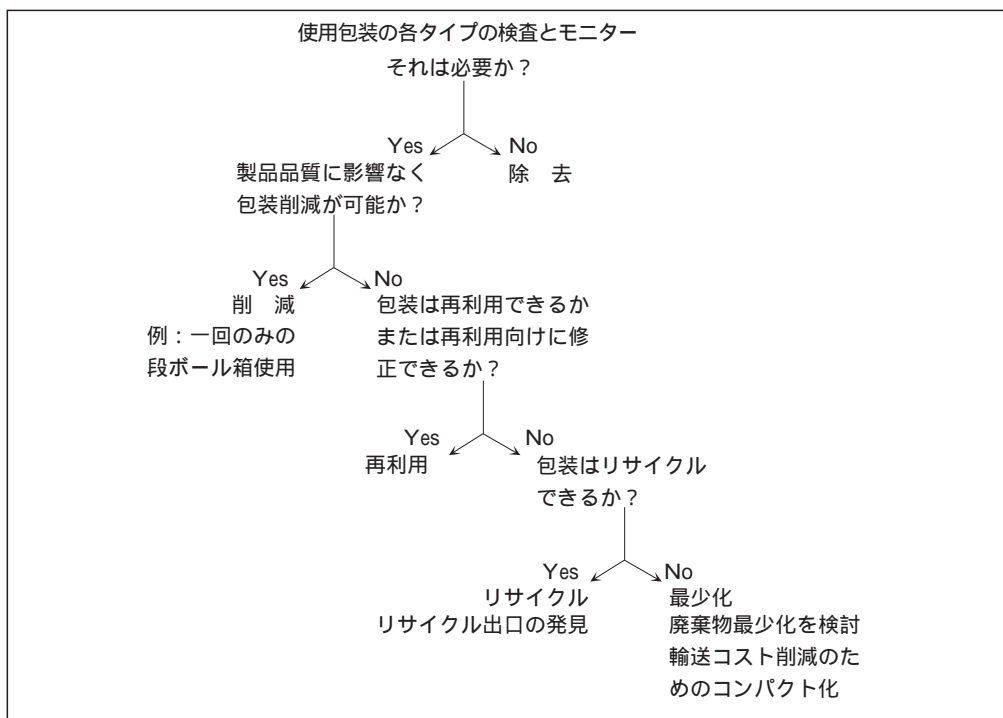 使用包装の各タイプの検査とモニター
それは必要か？
Yes No
製品品質に影響なく
包装削減が可能か？
除　去
Yes No
削　減
例：一回のみの
段ボール箱使用
包装は再利用できるか
または再利用向けに修
正できるか？
Yes No
再利用
包装はリサイクル
できるか？
Yes No
リサイクル
リサイクル出口の発見
最少化
廃棄物最少化を検討
輸送コスト削減のた
めのコンパクト化